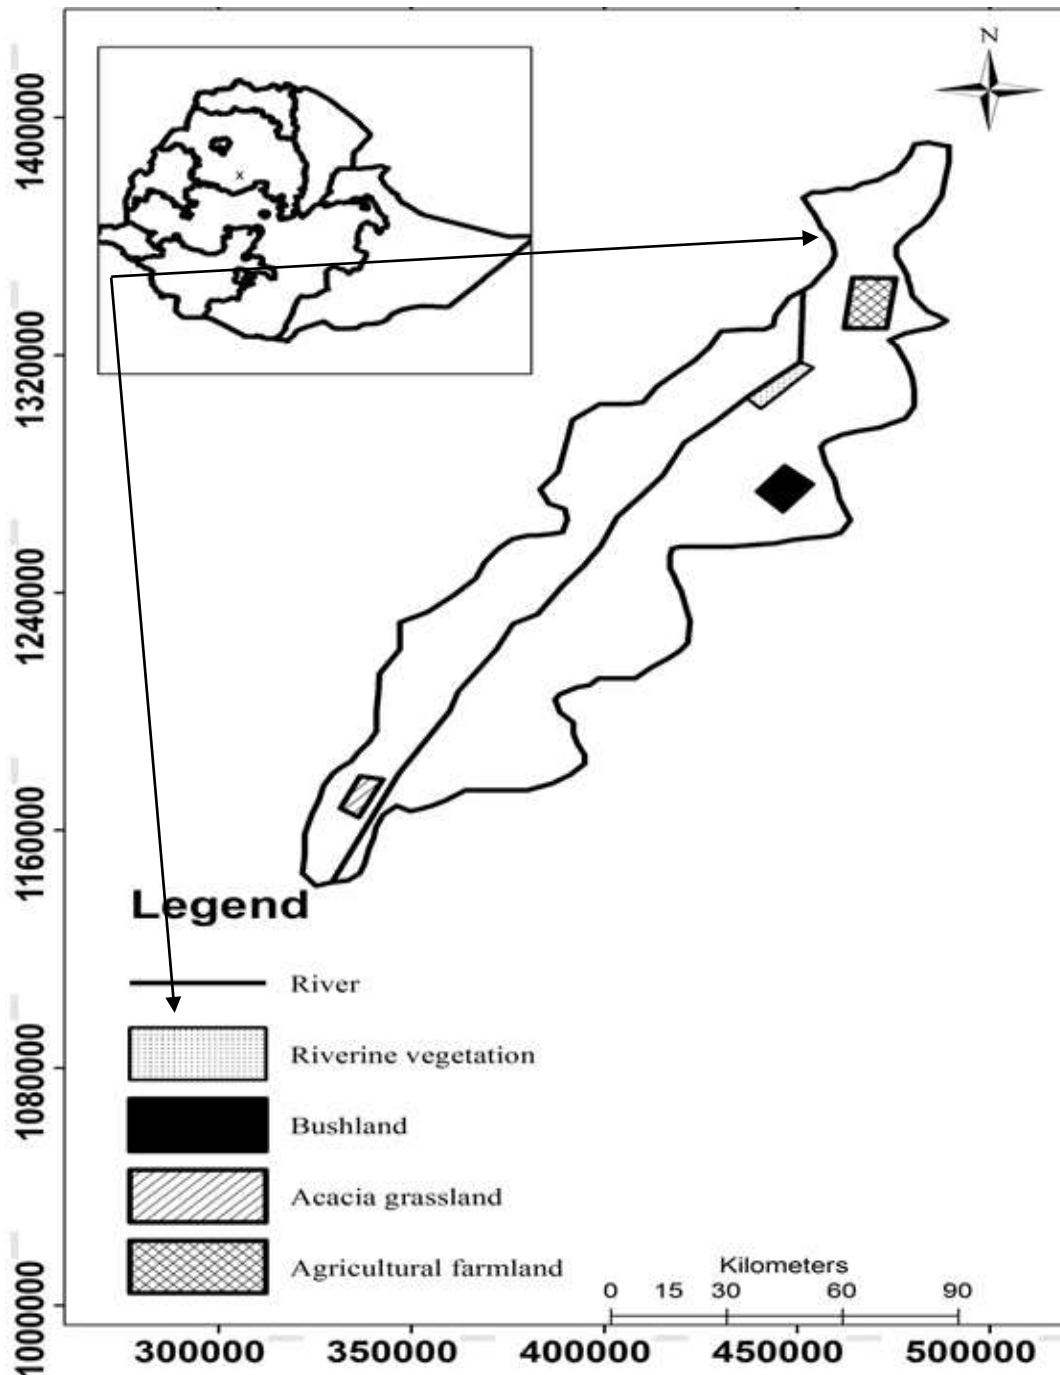 N
x
1400000
1320000
1240000
1160000
1080000
1000000
Legend
River
Riverine vegetation
Bushland
Acacia grassland
Agricultural farmland
Kilometers
0 15 30 60 90
300000 350000 400000 450000 500000